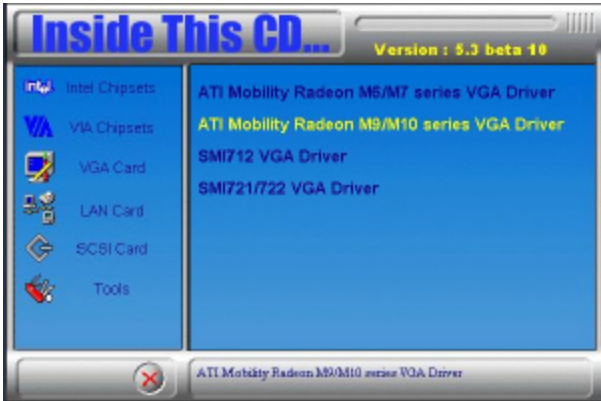 Inside This CD...
Version : 5.3 beta 10
intel Intel Chipsets
VIA VIA Chipsets
VGA Card
LAN Card
SCSI Card
Tools
ATI Mobility Radeon M6/M7 series VGA Driver
ATI Mobility Radeon M9/M10 series VGA Driver
SMI712 VGA Driver
SMI721/722 VGA Driver
ATI Mobility Radeon M9/M10 series VGA Driver